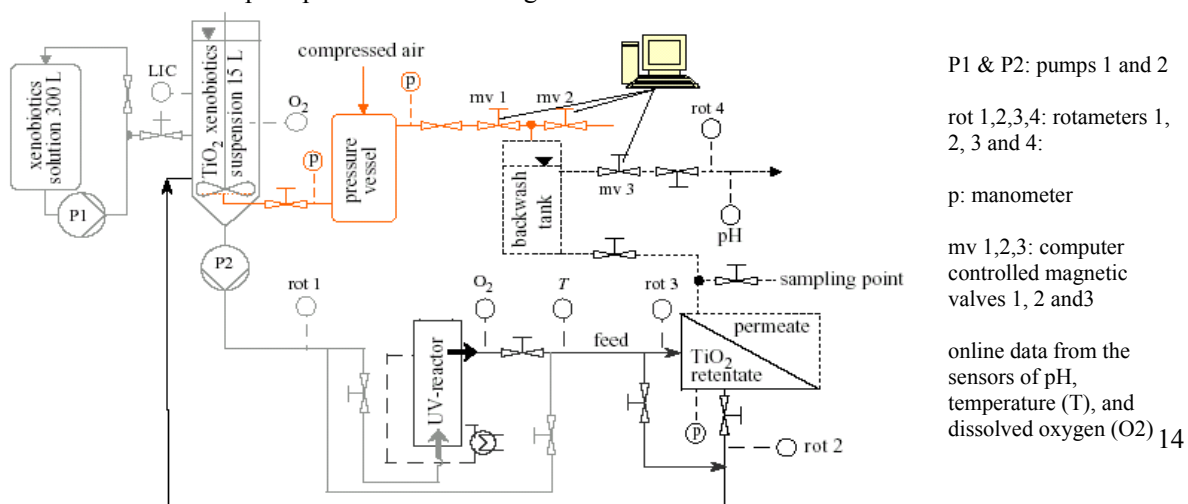 compressed air
LIC
O2
xenobiotics
solution 300 L
TiO2 xenobiotics
suspension 15 L
P1
P2
p
p
pressure
vessel
mv 1
mv 2
rot 4
mv 3
pH
backwash
tank
sampling point
rot 1
O2
T
rot 3
UV-reactor
feed
permeate
TiO2
retentate
p
rot 2
P1 & P2: pumps 1 and 2
rot 1,2,3,4: rotameters 1,
2, 3 and 4:
p: manometer
mv 1,2,3: computer
controlled magnetic
valves 1, 2 and3
online data from the
sensors of pH,
temperature (T), and
dissolved oxygen (O2)
14